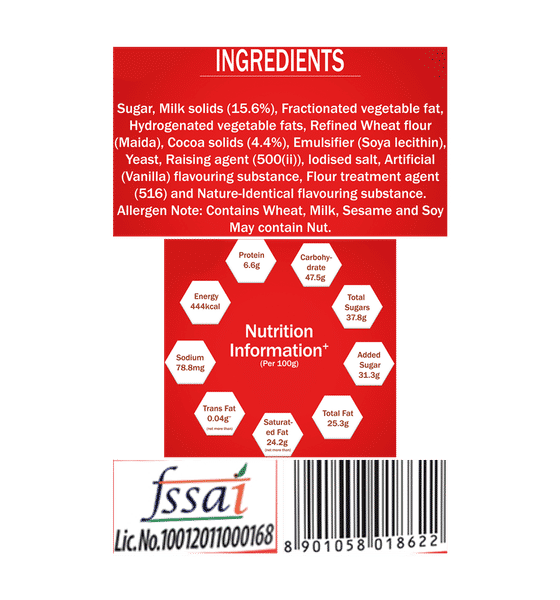 INGREDIENTS
Sugar, Milk solids (15.6%), Fractionated vegetable fat,
Hydrogenated vegetable fats, Refined Wheat flour
(Maida), Cocoa solids (4.4%), Emulsifier (Soya lecithin),
Yeast, Raising agent (500(ii)), Iodised salt, Artificial
(Vanilla) flavouring substance, Flour treatment agent
(516) and Nature-Identical flavouring substance.
Allergen Note: Contains Wheat, Milk, Sesame and Soy
May contain Nut.
Protein
6.6g
Carbohy-
drate
47.5g
Energy
444kcal
Total
Sugars
37.8g
Nutrition
Information+
(Per 100g)
Sodium
78.8mg
Added
Sugar
31.3g
Trans Fat
0.04g~
(not more than)
Saturat-
ed Fat
24.2g
(not more than)
Total Fat
25.3g
fssai
Lic.No.10012011000168
8 901058 018622